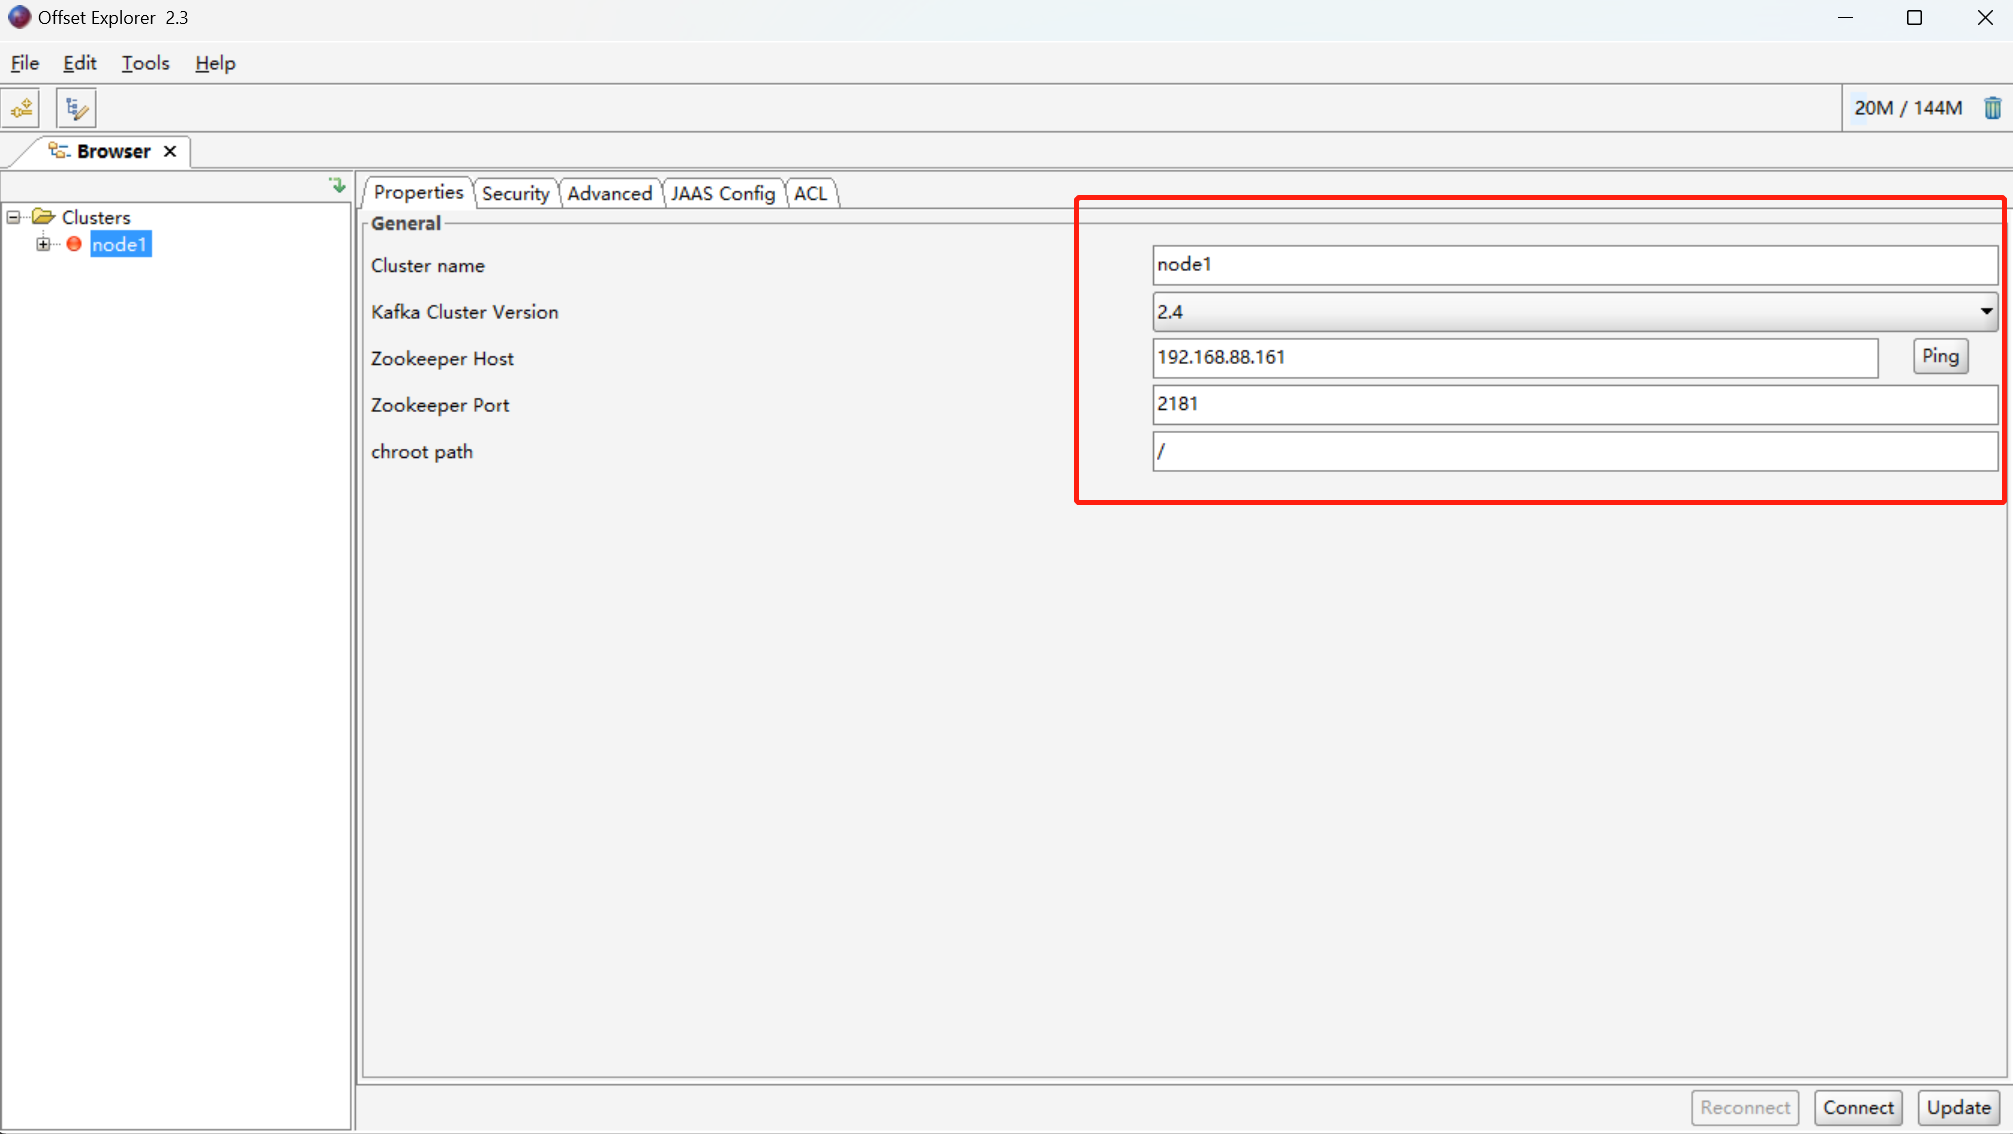 Offset Explorer 2.3
File Edit Tools Help
20M / 144M
Browser
Properties Security Advanced JAAS Config ACL
Clusters
node1
General
Cluster name node1
Kafka Cluster Version 2.4
Zookeeper Host 192.168.88.161 Ping
Zookeeper Port 2181
chroot path /
Reconnect Connect Update